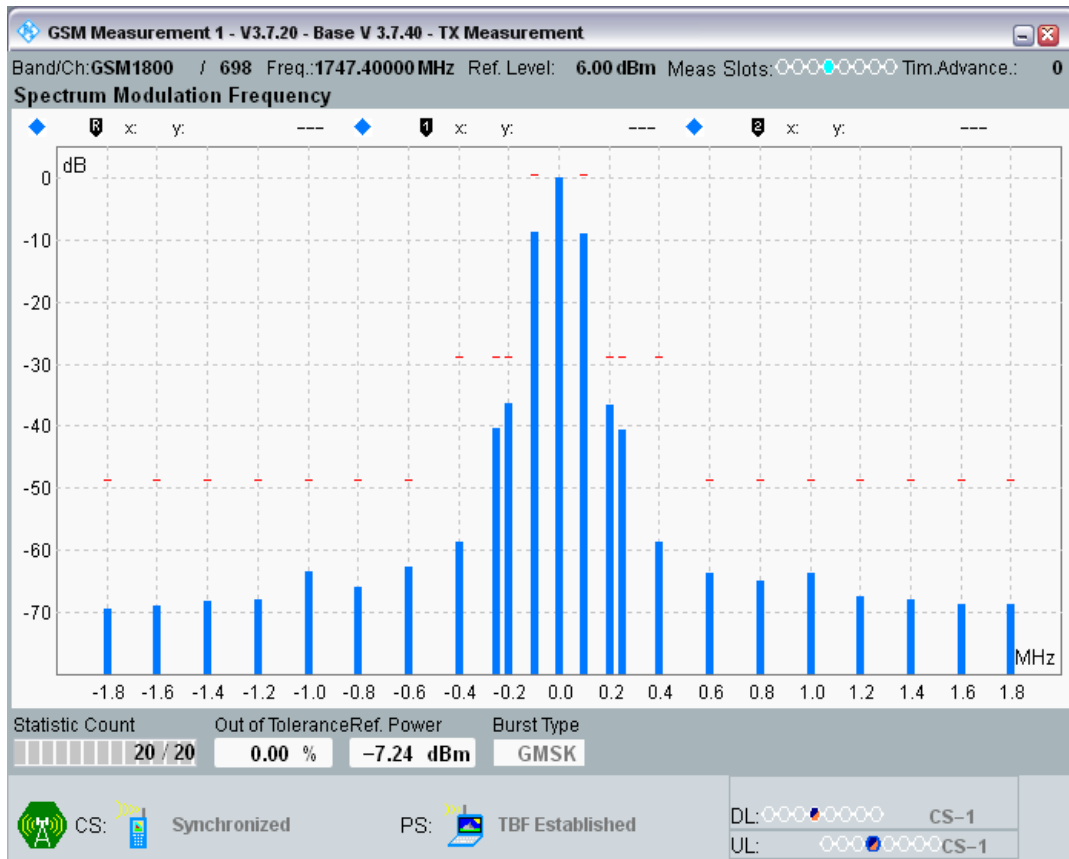 GSM Measurement 1 - V3.7.20 - Base V 3.7.40 - TX Measurement
Band/Ch:GSM1800 / 698 Freq.:1747.40000 MHz Ref. Level: 6.00 dBm Meas Slots: Tim.Advance.: 0
Spectrum Modulation Frequency
R x: y: --- 1 x: y: --- 2 x: y: ---
dB
0
-10
-20
-30
-40
-50
-60
-70
MHz
-1.8 -1.6 -1.4 -1.2 -1.0 -0.8 -0.6 -0.4 -0.2 0.0 0.2 0.4 0.6 0.8 1.0 1.2 1.4 1.6 1.8
Statistic Count Out of Tolerance Ref. Power Burst Type
20 / 20 0.00 % −7.24 dBm GMSK
CS: Synchronized PS: TBF Established DL: CS−1
UL: CS−1